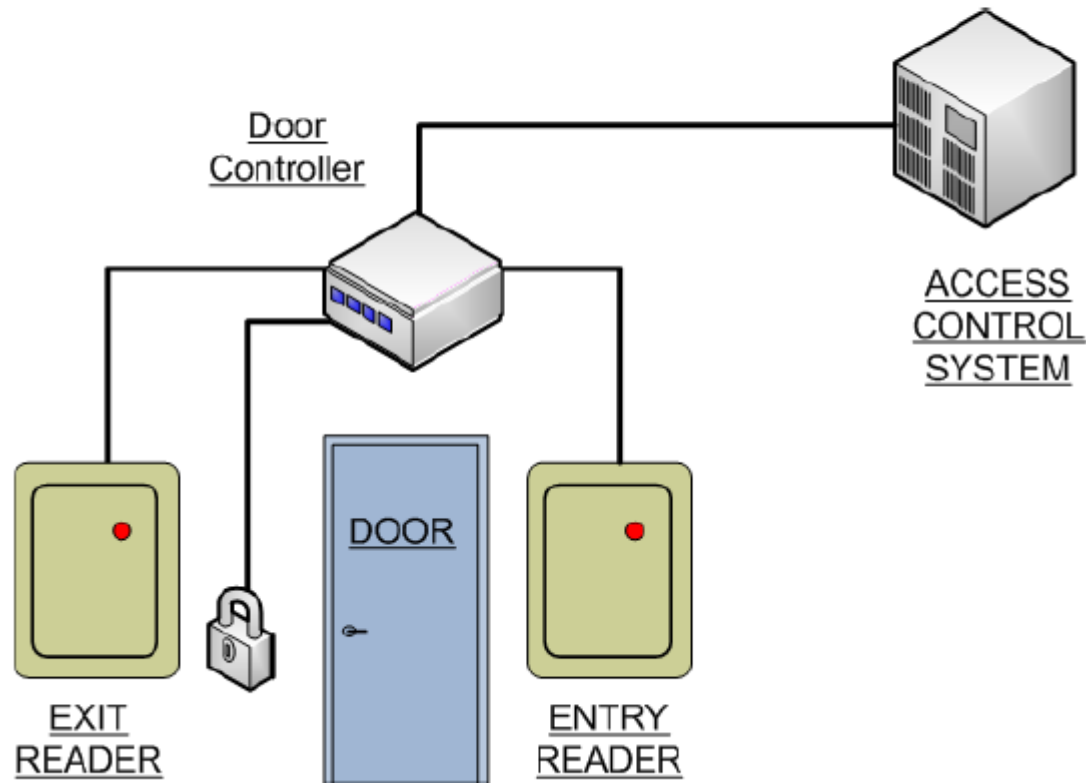 Door
Controller
ACCESS
CONTROL
SYSTEM
DOOR
EXIT
READER
ENTRY
READER